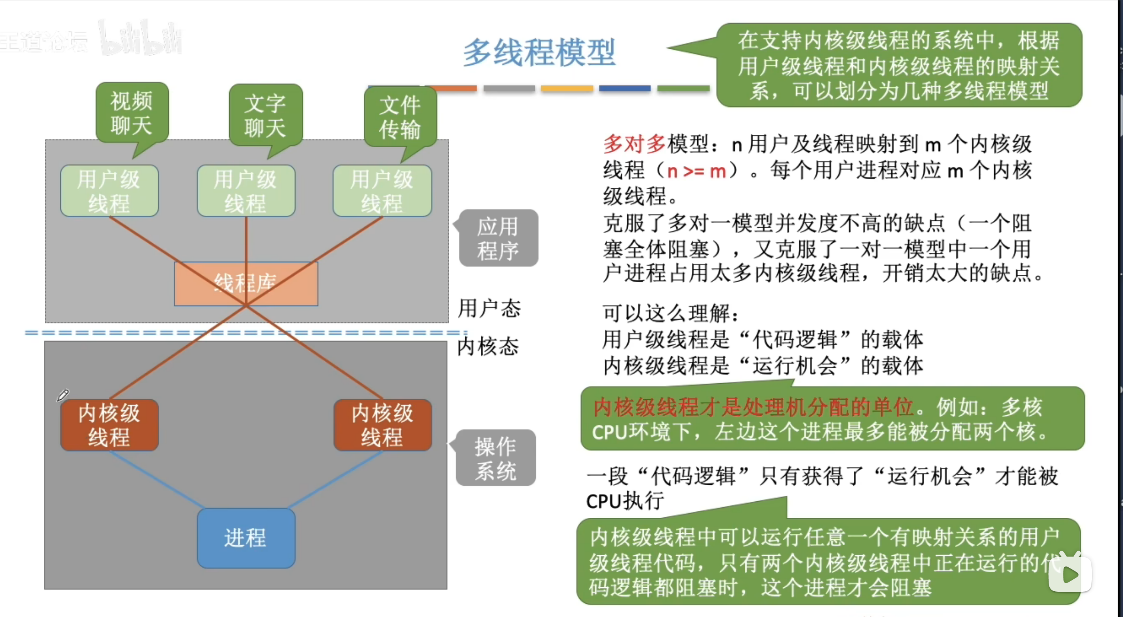 bilibili
多线程模型
在支持内核级线程的系统中，根据
用户级线程和内核级线程的映射关
系，可以划分为几种多线程模型
视频
聊天
文字
聊天
文件
传输
用户级
线程
用户级
线程
用户级
线程
应用
程序
线程库
用户态
内核态
内核级
线程
内核级
线程
操作
系统
进程
多对多模型：n 用户及线程映射到 m 个内核级
线程（n >= m）。每个用户进程对应 m 个内核
级线程。
克服了多对一模型并发度不高的缺点（一个阻
塞全体阻塞），又克服了一对一模型中一个用
户进程占用太多内核级线程，开销太大的缺点。
可以这么理解：
用户级线程是“代码逻辑”的载体
内核级线程是“运行机会”的载体
内核级线程才是处理机分配的单位。例如：多核
CPU环境下，左边这个进程最多能被分配两个核。
一段“代码逻辑”只有获得了“运行机会”才能被
CPU执行
内核级线程中可以运行任意一个有映射关系的用户
级线程代码，只有两个内核级线程中正在运行的代
码逻辑都阻塞时，这个进程才会阻塞